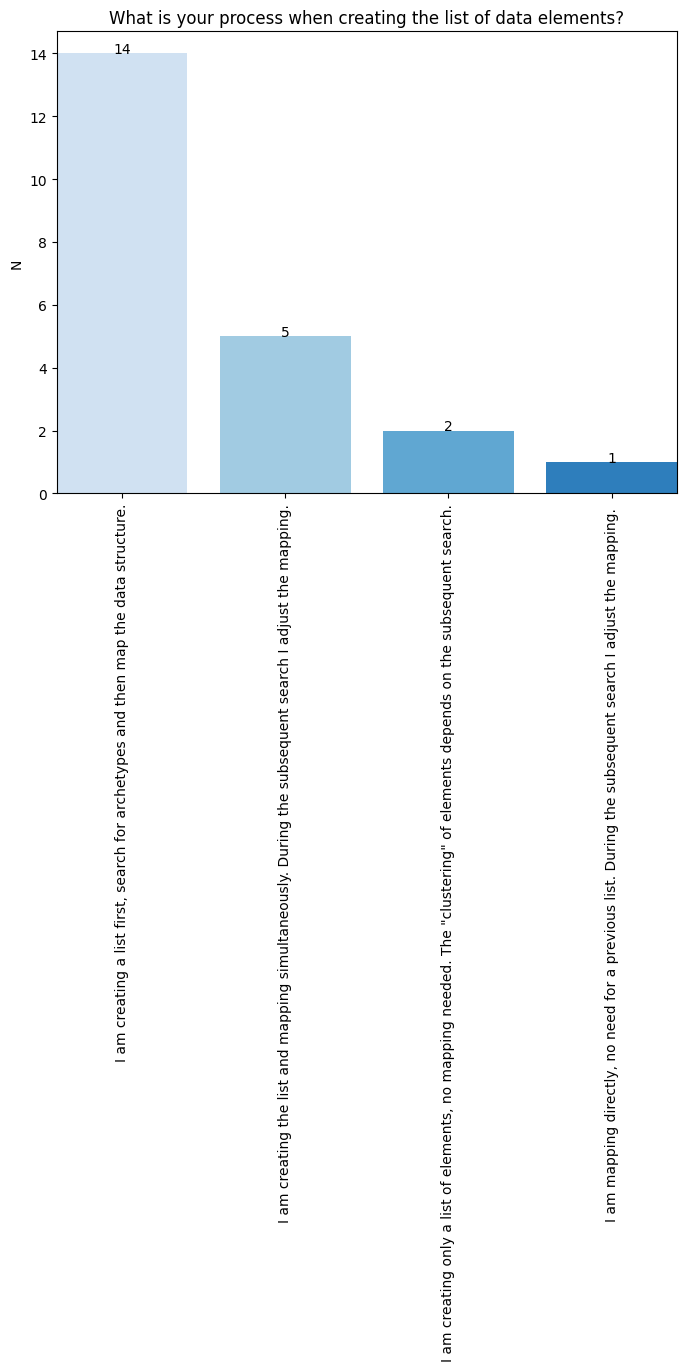 What is your process when creating the list of data elements?
14
12
10
8
6
4
2
0
N
14
5
2
1
I am creating a list first, search for archetypes and then map the data structure.
I am creating the list and mapping simultaneously. During the subsequent search I adjust the mapping.
I am creating only a list of elements, no mapping needed. The "clustering" of elements depends on the subsequent search.
I am mapping directly, no need for a previous list. During the subsequent search I adjust the mapping.